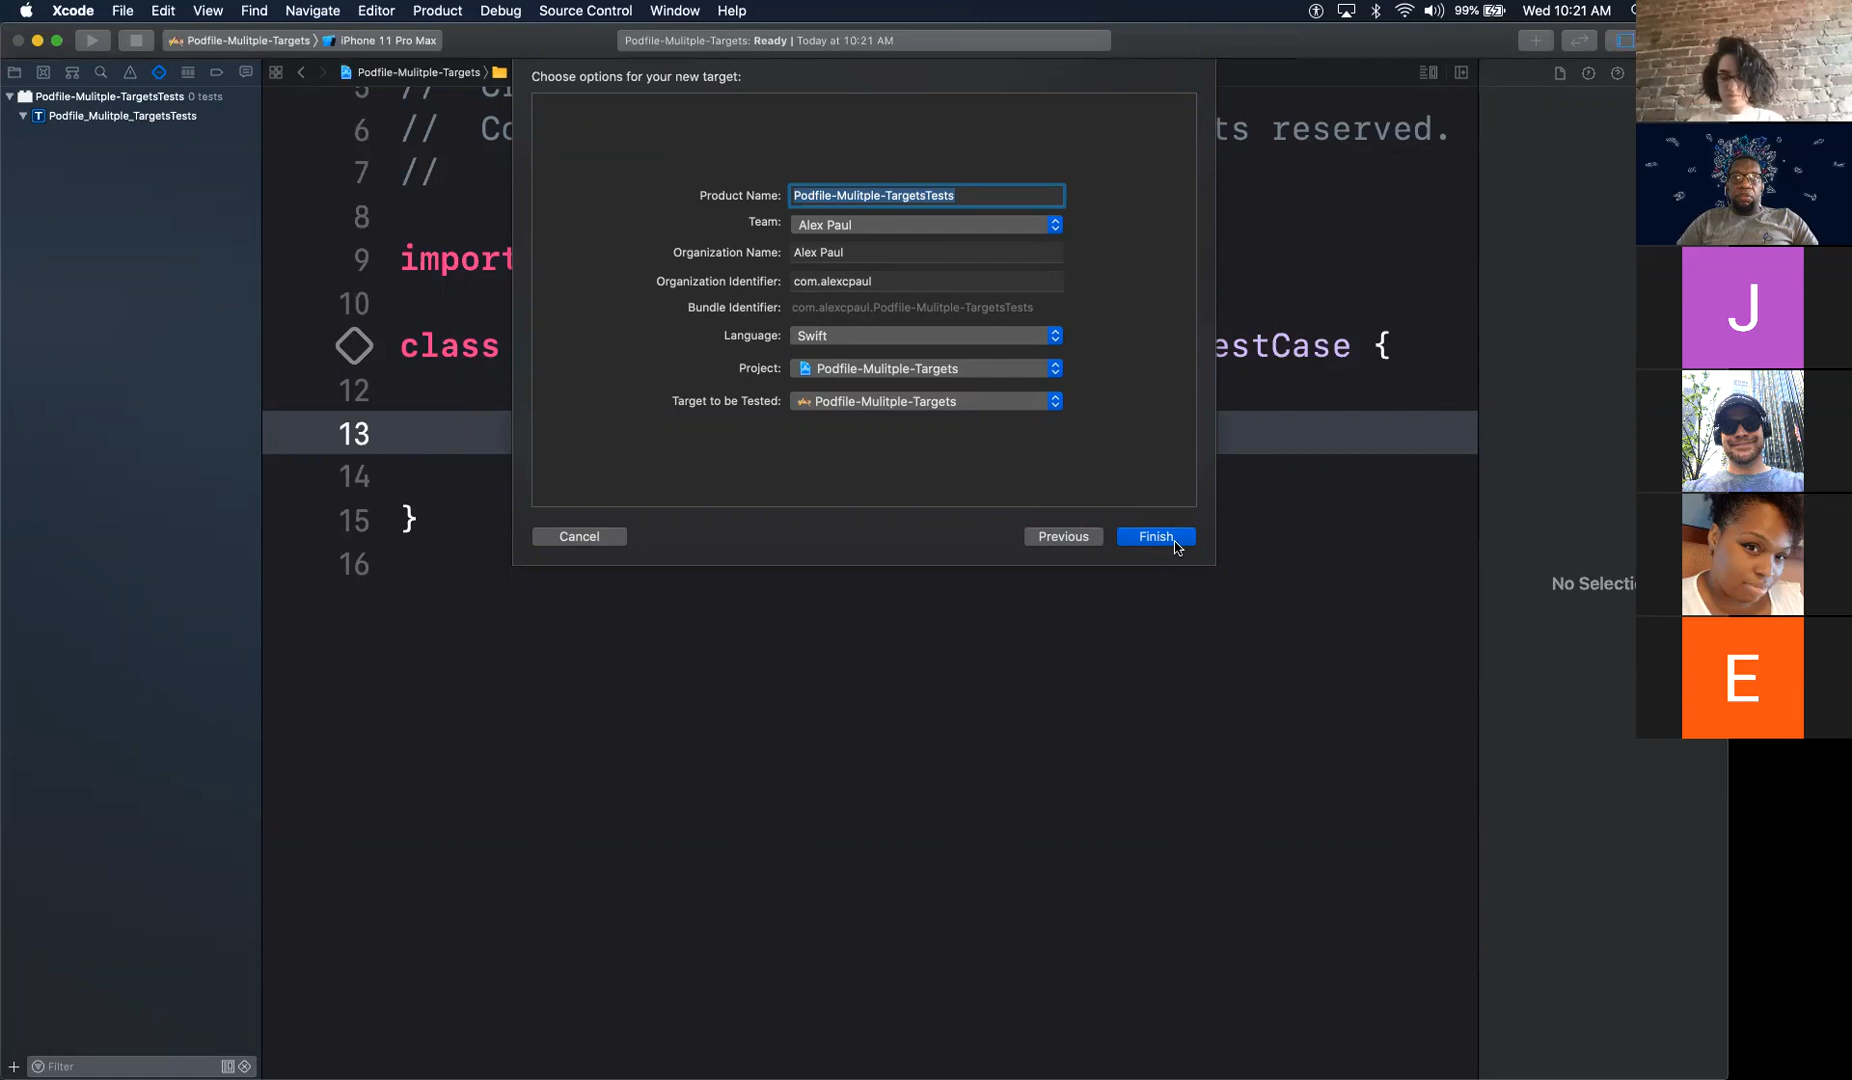 Xcode File Edit View Find Navigate Editor Product Debug Source Control Window Help
99% Wed 10:21 AM
Podfile-Mulitple-Targets iPhone 11 Pro Max
Podfile-Mulitple-Targets: Ready | Today at 10:21 AM
Podfile-Mulitple-Targets
Podfile-Mulitple-TargetsTests 0 tests
T Podfile_Mulitple_TargetsTests
Choose options for your new target:
Product Name: Podfile-Mulitple-TargetsTests
Team: Alex Paul
Organization Name: Alex Paul
Organization Identifier: com.alexcpaul
Bundle Identifier: com.alexcpaul.Podfile-Mulitple-TargetsTests
Language: Swift
Project: Podfile-Mulitple-Targets
Target to be Tested: Podfile-Mulitple-Targets
Cancel Previous Finish
5 //
6 // Co ts reserved.
7 //
8
9 import
10
class estCase {
12
13
14
15 }
16
No Selecti
J
E
+ Filter